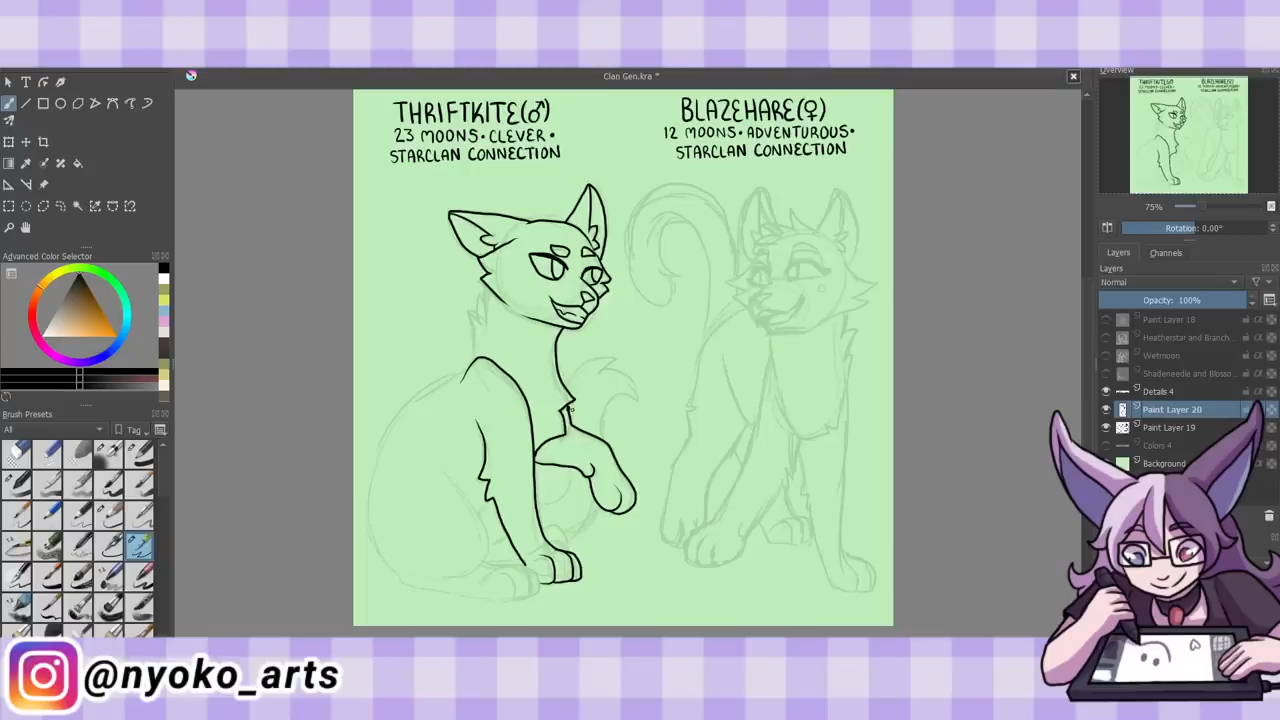 Clan Gen.kra *
Overview
THRIFTKITE(♂)
23 MOONS • CLEVER •
STARCLAN CONNECTION
BLAZEHARE(♀)
12 MOONS • ADVENTUROUS •
STARCLAN CONNECTION
75%
Rotation: 0.00°
Layers
Channels
Layers
Normal
Opacity: 100%
Paint Layer 18
Heatherstar and Branch...
Wetmoon
Shadeneedle and Blosso...
Details 4
Paint Layer 20
Paint Layer 19
Colors 4
Background
Advanced Color Selector
Brush Presets
All
Tag
@nyoko_arts